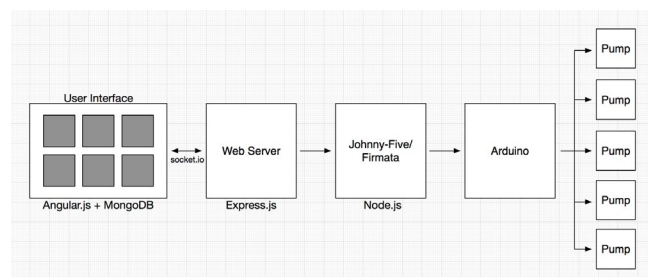 User Interface
Angular.js + MongoDB
socket.io
Web Server
Express.js
Johnny-Five/
Firmata
Node.js
Arduino
Pump
Pump
Pump
Pump
Pump